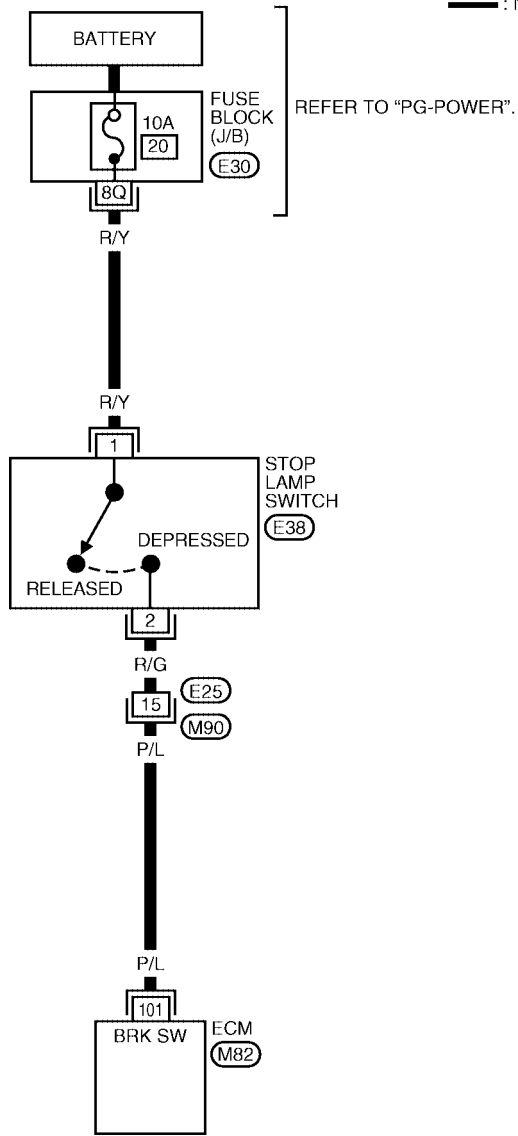 BATTERY
FUSE
BLOCK
(J/B)
10A
20
E30
REFER TO "PG-POWER".
8Q
R/Y
R/Y
1
STOP
LAMP
SWITCH
E38
DEPRESSED
RELEASED
2
R/G
E25
15
M90
P/L
P/L
101
BRK SW
ECM
M82